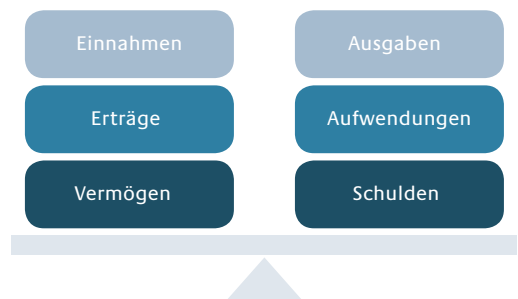 Einnahmen
Ausgaben
Erträge
Aufwendungen
Vermögen
Schulden